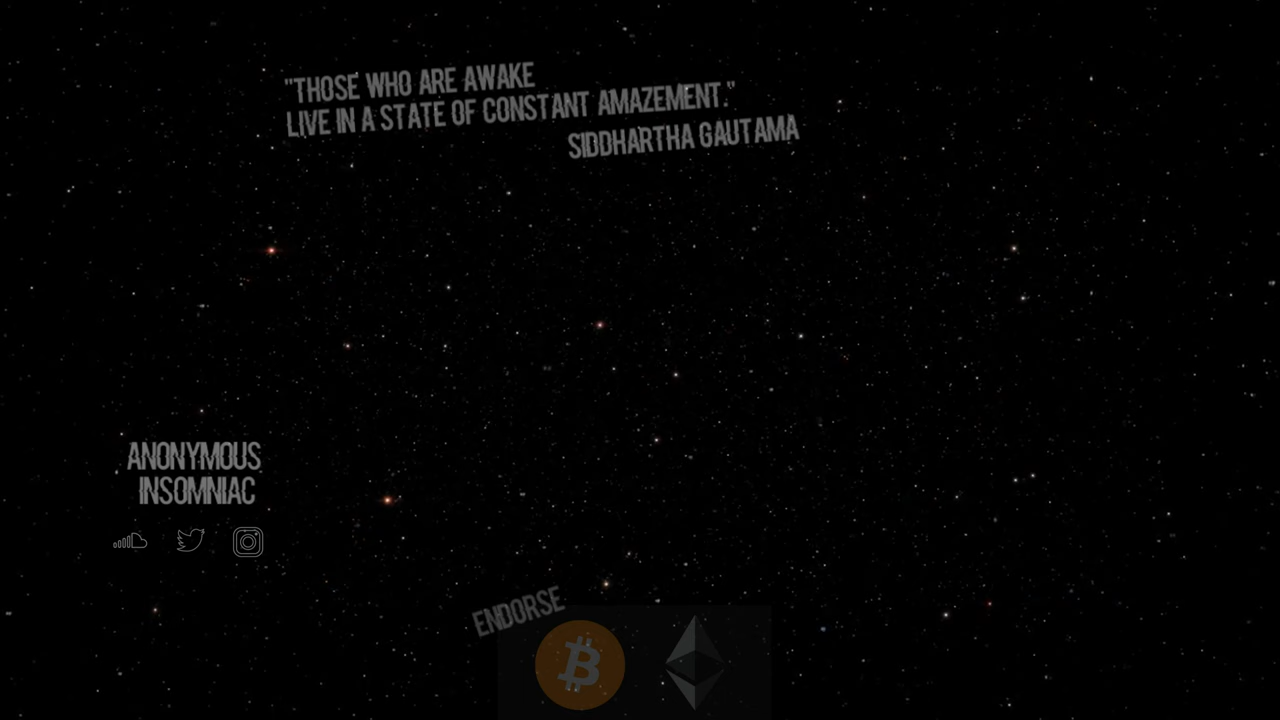 "THOSE WHO ARE AWAKE
LIVE IN A STATE OF CONSTANT AMAZEMENT."
SIDDHARTHA GAUTAMA
ANONYMOUS
INSOMNIAC
ENDORSE